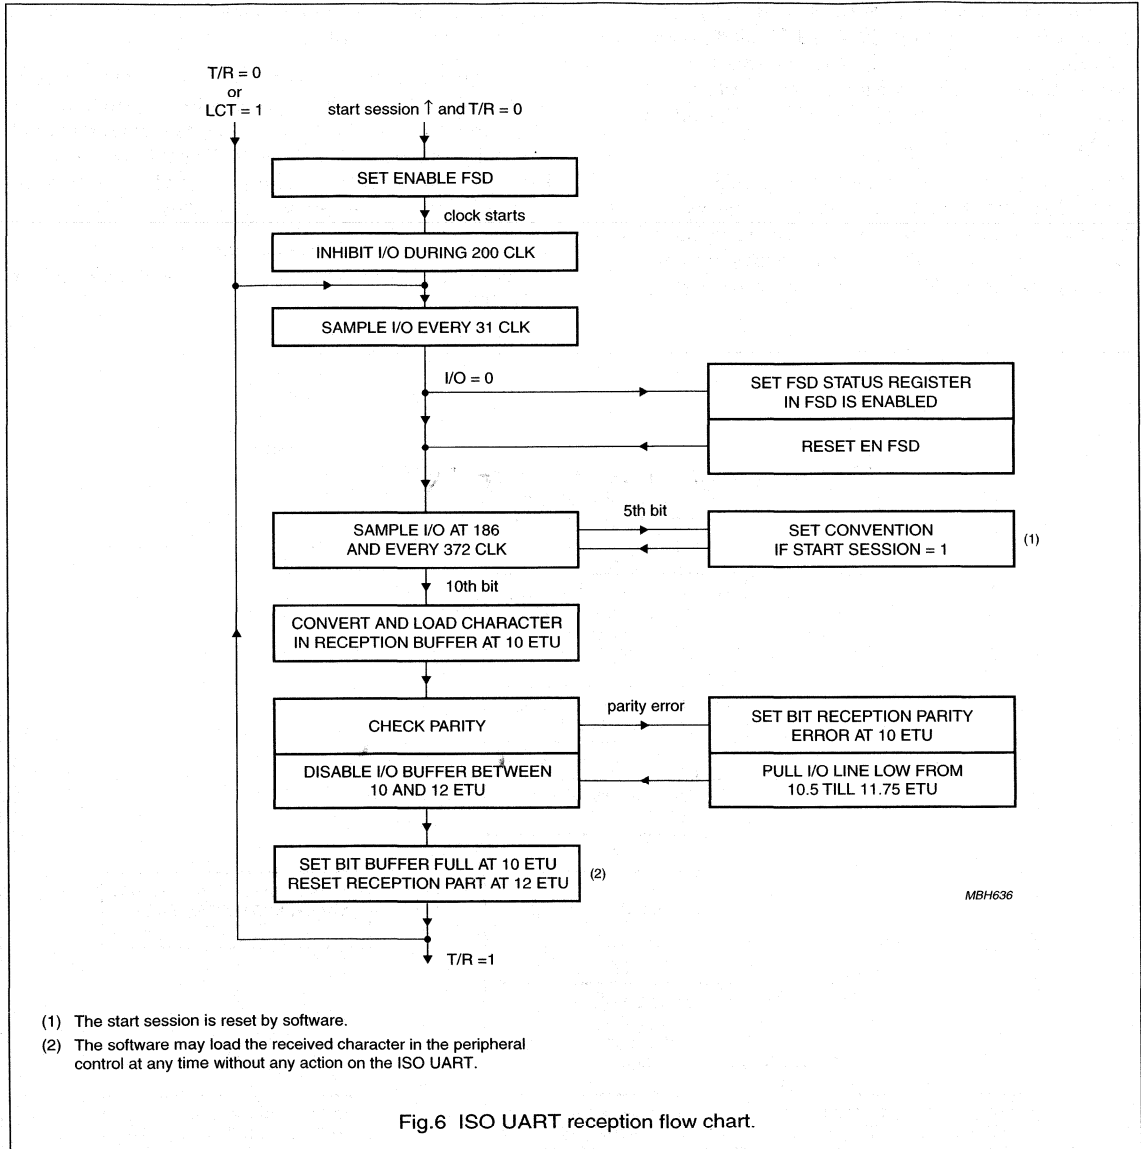 T/R = 0
or
LCT = 1
start session ↑ and T/R = 0
SET ENABLE FSD
clock starts
INHIBIT I/O DURING 200 CLK
SAMPLE I/O EVERY 31 CLK
I/O = 0
SET FSD STATUS REGISTER
IN FSD IS ENABLED
RESET EN FSD
SAMPLE I/O AT 186
AND EVERY 372 CLK
5th bit
SET CONVENTION
IF START SESSION = 1
(1)
10th bit
CONVERT AND LOAD CHARACTER
IN RECEPTION BUFFER AT 10 ETU
CHECK PARITY
parity error
SET BIT RECEPTION PARITY
ERROR AT 10 ETU
DISABLE I/O BUFFER BETWEEN
10 AND 12 ETU
PULL I/O LINE LOW FROM
10.5 TILL 11.75 ETU
SET BIT BUFFER FULL AT 10 ETU
RESET RECEPTION PART AT 12 ETU
(2)
MBH636
T/R =1
(1) The start session is reset by software.
(2) The software may load the received character in the peripheral
control at any time without any action on the ISO UART.
Fig.6 ISO UART reception flow chart.